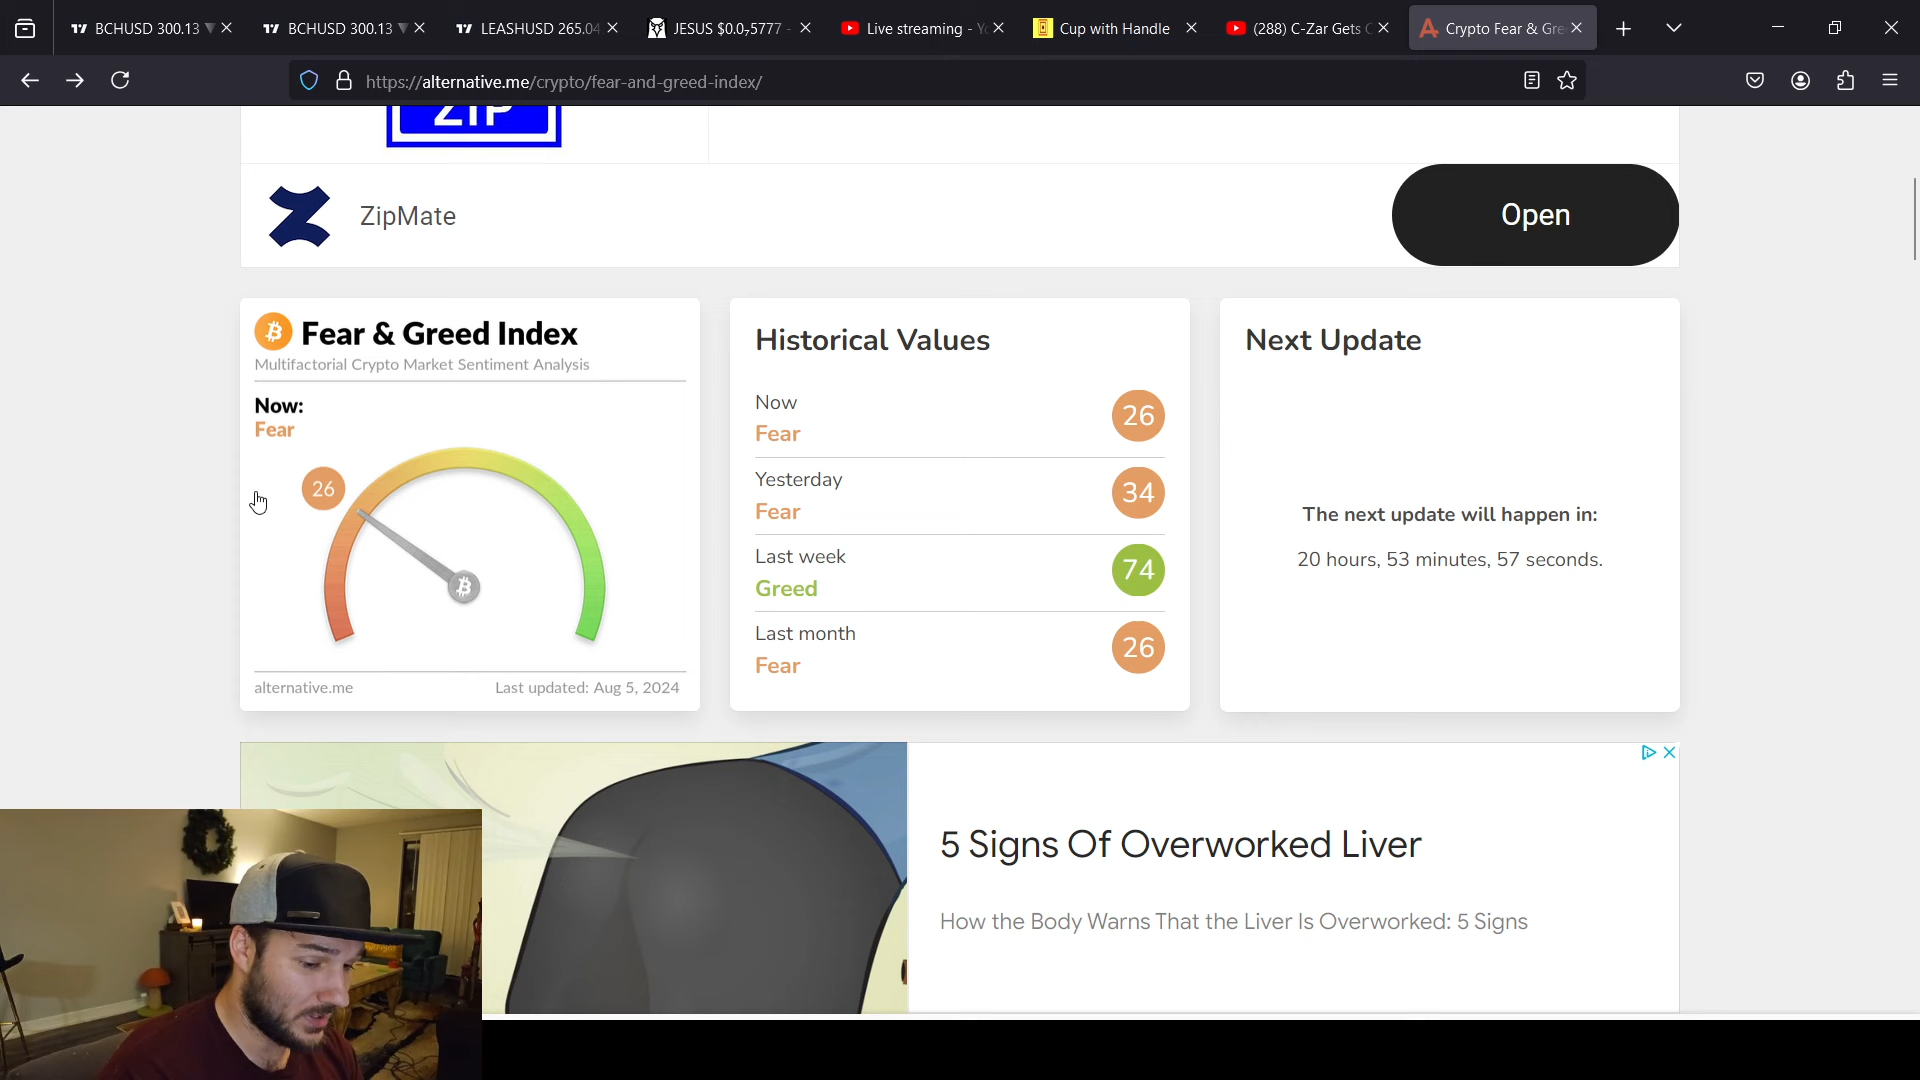 BCHUSD 300.13 ▼
BCHUSD 300.13 ▼
LEASHUSD 265.04
JESUS $0.0₇5777 -
Live streaming - Yo
Cup with Handle
(288) C-Zar Gets C
Crypto Fear & Gre
https://alternative.me/crypto/fear-and-greed-index/
ZIP
ZipMate
Open
Fear & Greed Index
Multifactorial Crypto Market Sentiment Analysis
Now:
Fear
26
alternative.me
Last updated: Aug 5, 2024
Historical Values
Now
Fear
26
Yesterday
Fear
34
Last week
Greed
74
Last month
Fear
26
Next Update
The next update will happen in:
20 hours, 53 minutes, 57 seconds.
5 Signs Of Overworked Liver
How the Body Warns That the Liver Is Overworked: 5 Signs